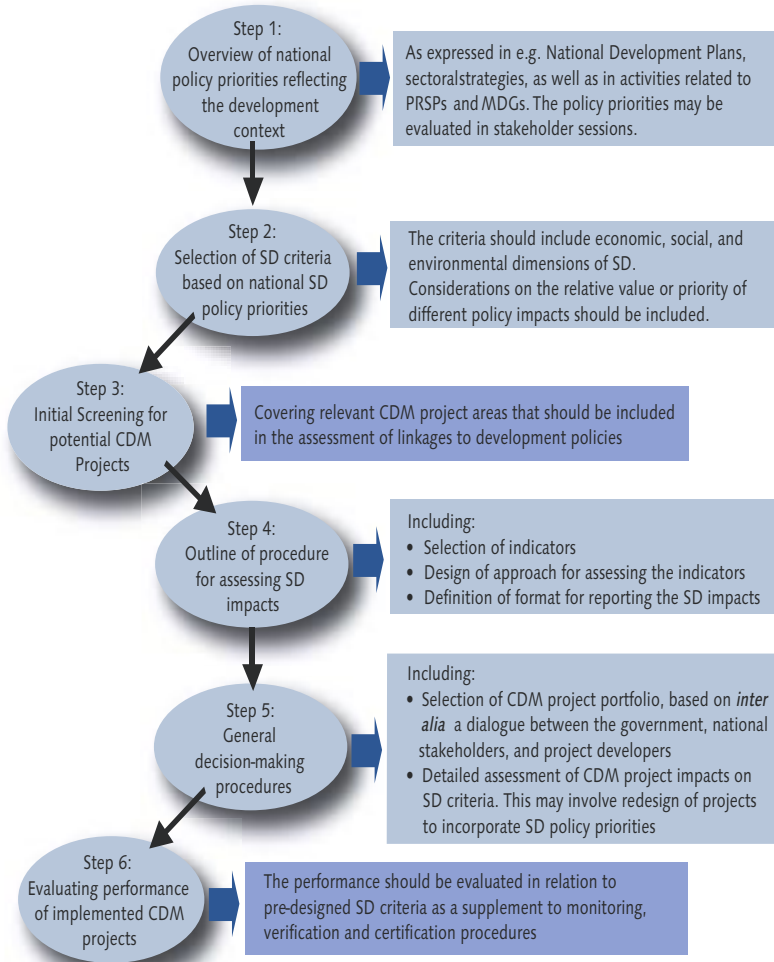 Step 1:
Overview of national
policy priorities reflecting
the development
context
As expressed in e.g. National Development Plans,
sectoralstrategies, as well as in activities related to
PRSPs and MDGs. The policy priorities may be
evaluated in stakeholder sessions.
Step 2:
Selection of SD criteria
based on national SD
policy priorities
The criteria should include economic, social, and
environmental dimensions of SD.
Considerations on the relative value or priority of
different policy impacts should be included.
Step 3:
Initial Screening for
potential CDM
Projects
Covering relevant CDM project areas that should be included
in the assessment of linkages to development policies
Step 4:
Outline of procedure
for assessing SD
impacts
Including:
• Selection of indicators
• Design of approach for assessing the indicators
• Definition of format for reporting the SD impacts
Step 5:
General
decision-making
procedures
Including:
• Selection of CDM project portfolio, based on inter
alia a dialogue between the government, national
stakeholders, and project developers
• Detailed assessment of CDM project impacts on
SD criteria. This may involve redesign of projects
to incorporate SD policy priorities
Step 6:
Evaluating performance
of implemented CDM
projects
The performance should be evaluated in relation to
pre-designed SD criteria as a supplement to monitoring,
verification and certification procedures